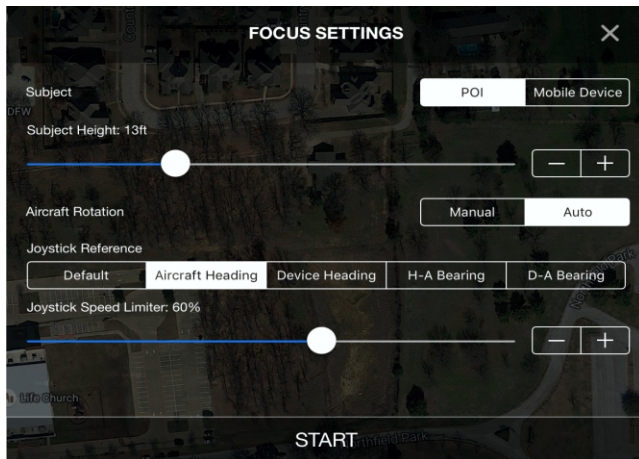 FOCUS SETTINGS
Subject
POI
Mobile Device
DFW
Subject Height: 13ft
Aircraft Rotation
Manual
Auto
Joystick Reference
Default
Aircraft Heading
Device Heading
H-A Bearing
D-A Bearing
Joystick Speed Limiter: 60%
Life Church
START